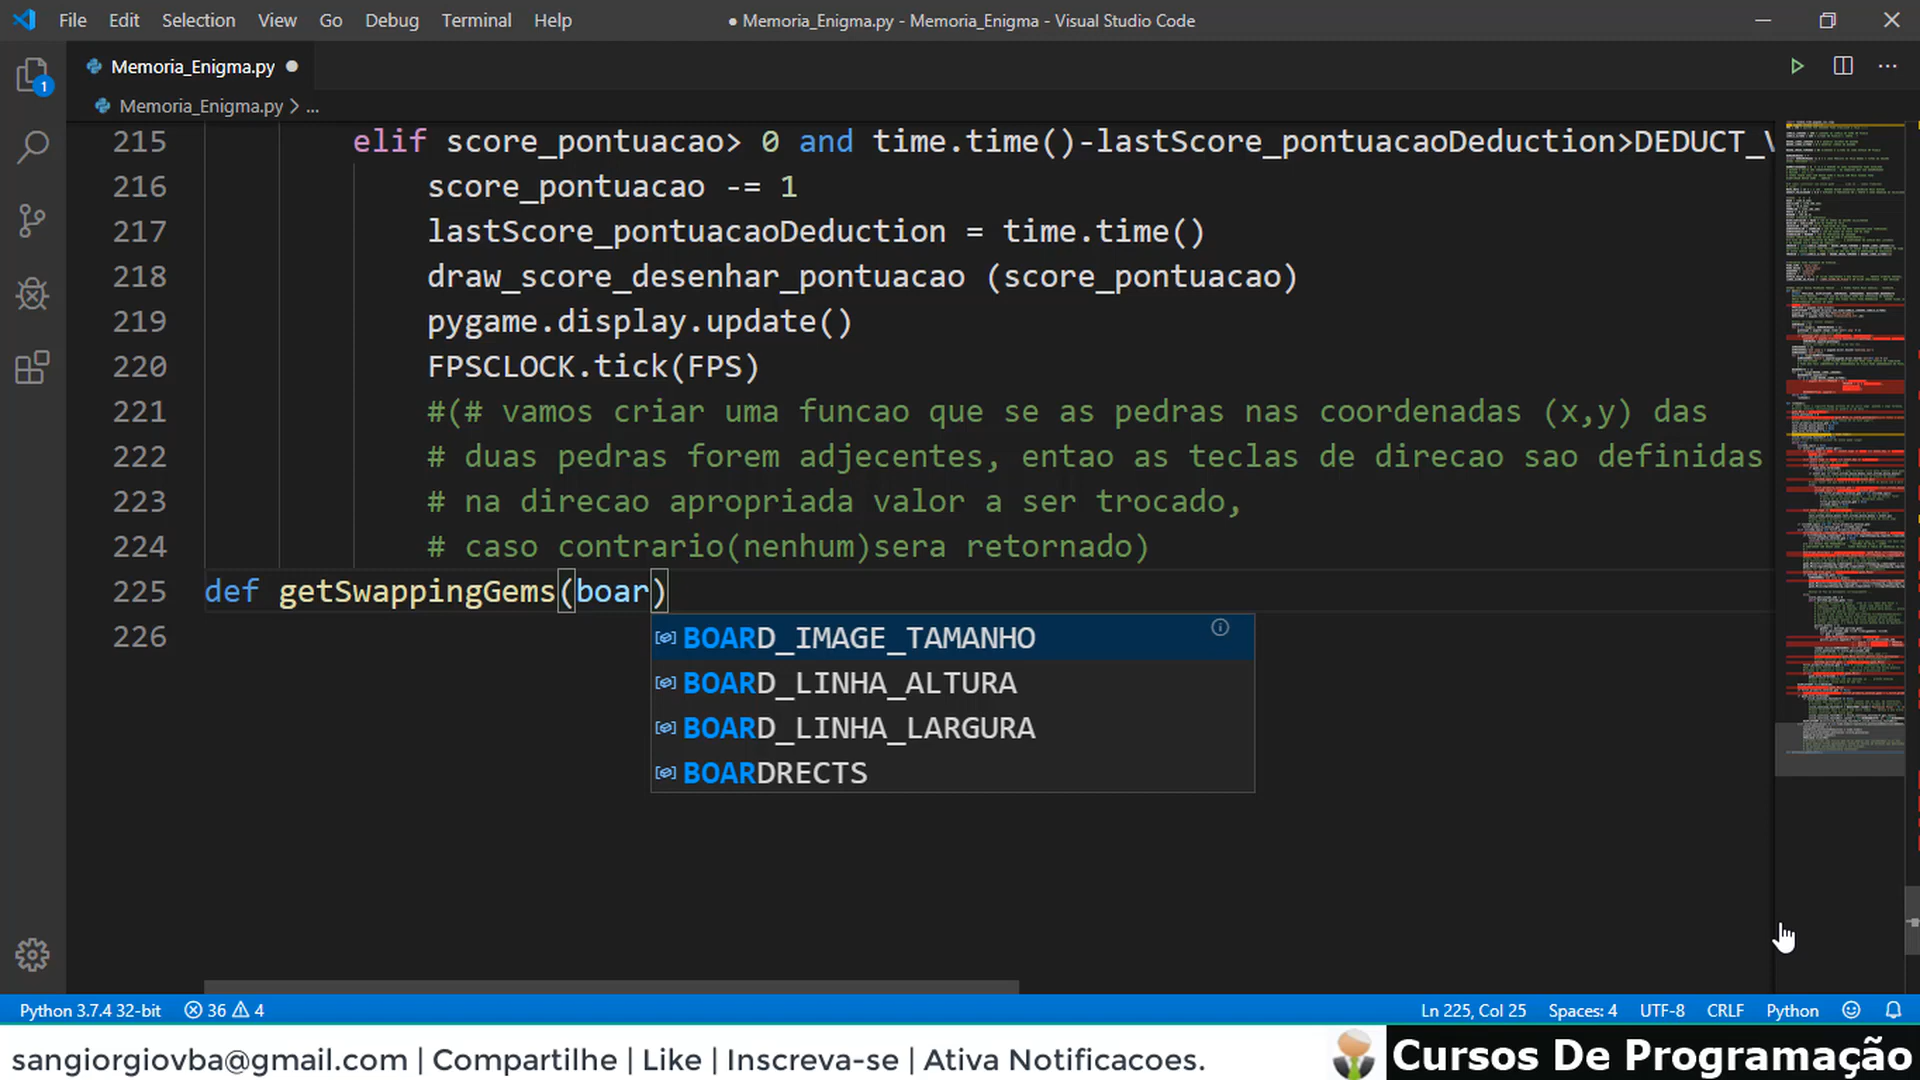 File Edit Selection View Go Debug Terminal Help
● Memoria_Enigma.py - Memoria_Enigma - Visual Studio Code
Memoria_Enigma.py ●
1
Memoria_Enigma.py > ...
215 elif score_pontuacao> 0 and time.time()-lastScore_pontuacaoDeduction>DEDUCT_
216 score_pontuacao -= 1
217 lastScore_pontuacaoDeduction = time.time()
218 draw_score_desenhar_pontuacao (score_pontuacao)
219 pygame.display.update()
220 FPSCLOCK.tick(FPS)
221 #(# vamos criar uma funcao que se as pedras nas coordenadas (x,y) das
222 # duas pedras forem adjecentes, entao as teclas de direcao sao definidas
223 # na direcao apropriada valor a ser trocado,
224 # caso contrario(nenhum)sera retornado)
225 def getSwappingGems(boar)
226
BOARD_IMAGE_TAMANHO
BOARD_LINHA_ALTURA
BOARD_LINHA_LARGURA
BOARDRECTS
Python 3.7.4 32-bit 36 4 Ln 225, Col 25 Spaces: 4 UTF-8 CRLF Python
sangiorgiovba@gmail.com | Compartilhe | Like | Inscreva-se | Ativa Notificacoes. Cursos De Programação